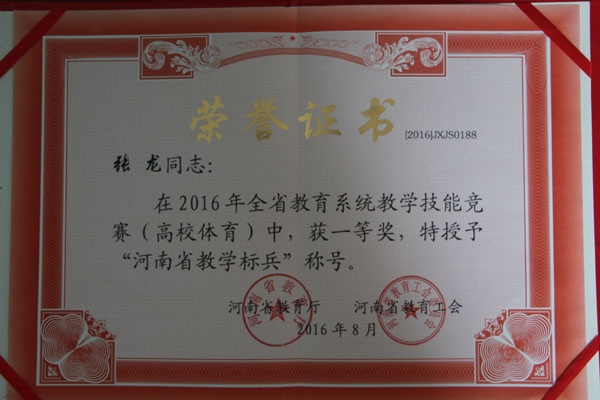 荣誉证书
[2016]JXJS0188
张 龙同志：
在2016年全省教育系统教学技能竞
赛（高校体育）中，获一等奖，特授予
“河南省教学标兵”称号。
河南省教育厅 河南省教育工会
2016年8月